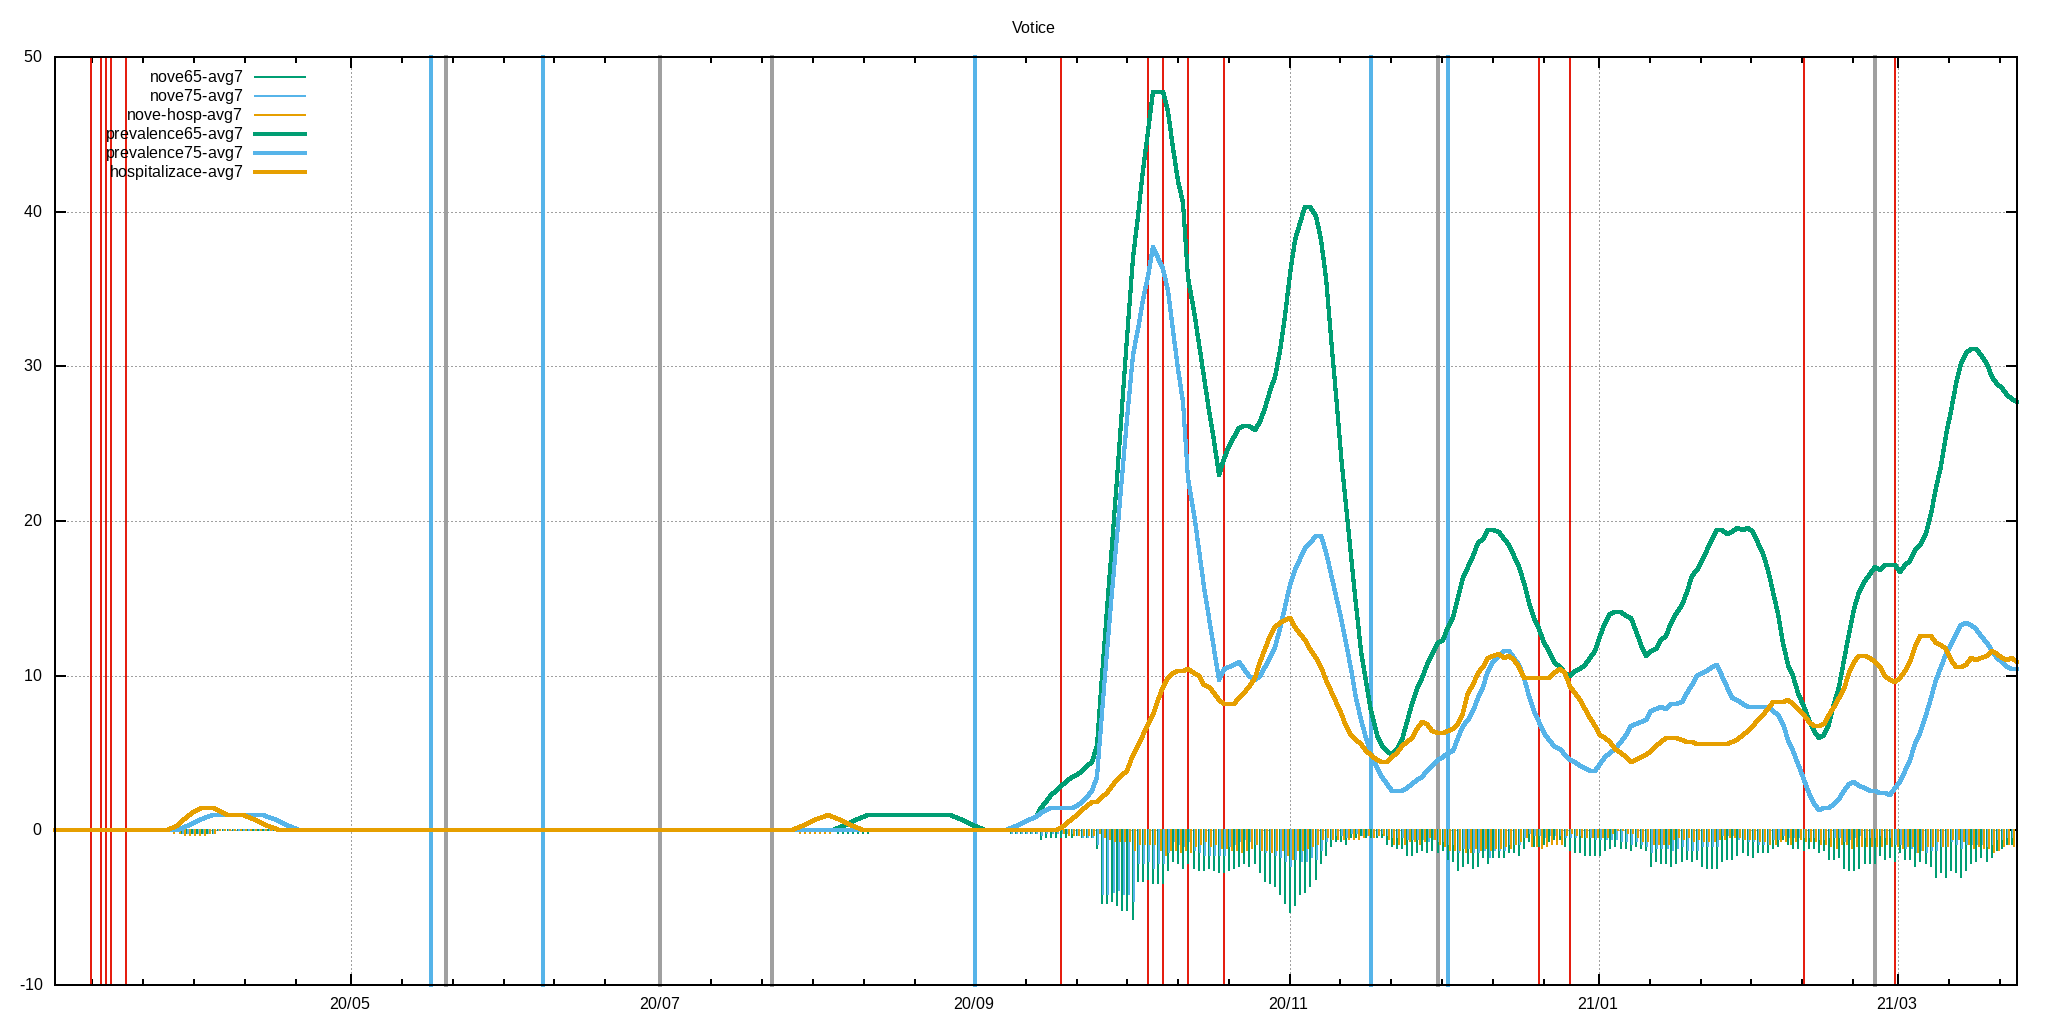 Votice
50
nove65-avg7
nove75-avg7
nove-hosp-avg7
prevalence65-avg7
prevalence75-avg7
hospitalizace-avg7
40
30
20
10
0
-10
20/05 20/07 20/09 20/11 21/01 21/03